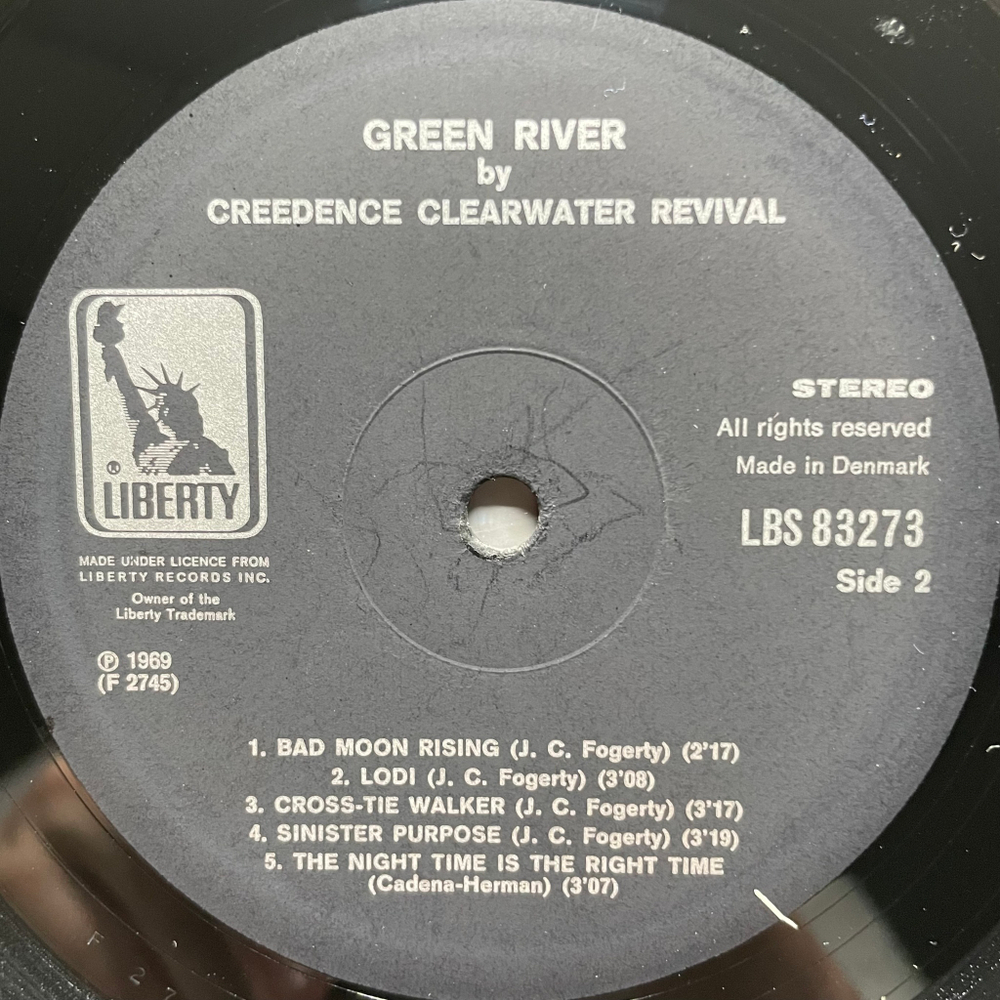 GREEN RIVER
by
CREEDENCE CLEARWATER REVIVAL
® LIBERTY
MADE UNDER LICENCE FROM
LIBERTY RECORDS INC.
Owner of the
Liberty Trademark
℗ 1969
(F 2745)
STEREO
All rights reserved
Made in Denmark
LBS 83273
Side 2
1. BAD MOON RISING (J. C. Fogerty) (2'17)
2. LODI (J. C. Fogerty) (3'08)
3. CROSS-TIE WALKER (J. C. Fogerty) (3'17)
4. SINISTER PURPOSE (J. C. Fogerty) (3'19)
5. THE NIGHT TIME IS THE RIGHT TIME
(Cadena-Herman) (3'07)
F 27